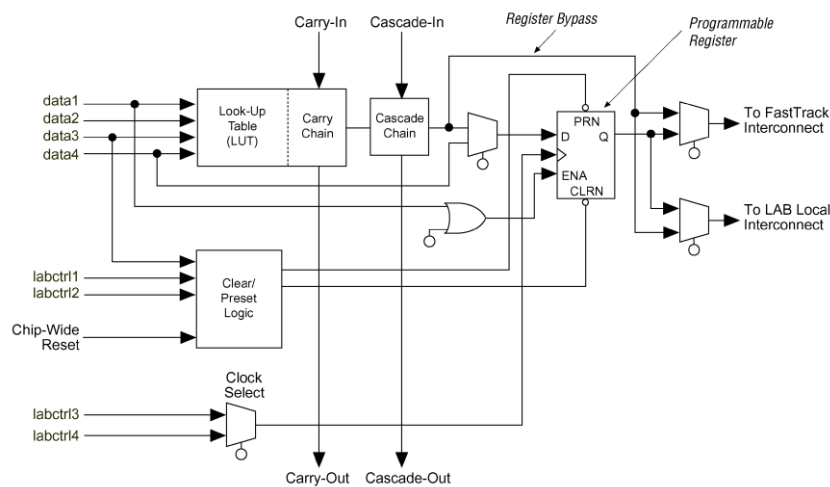 Carry-In
Cascade-In
Register Bypass
Programmable
Register
data1
data2
data3
data4
Look-Up
Table
(LUT)
Carry
Chain
Cascade
Chain
PRN
D
Q
ENA
CLRN
To FastTrack
Interconnect
To LAB Local
Interconnect
labctrl1
labctrl2
Clear/
Preset
Logic
Chip-Wide
Reset
Clock
Select
labctrl3
labctrl4
Carry-Out
Cascade-Out